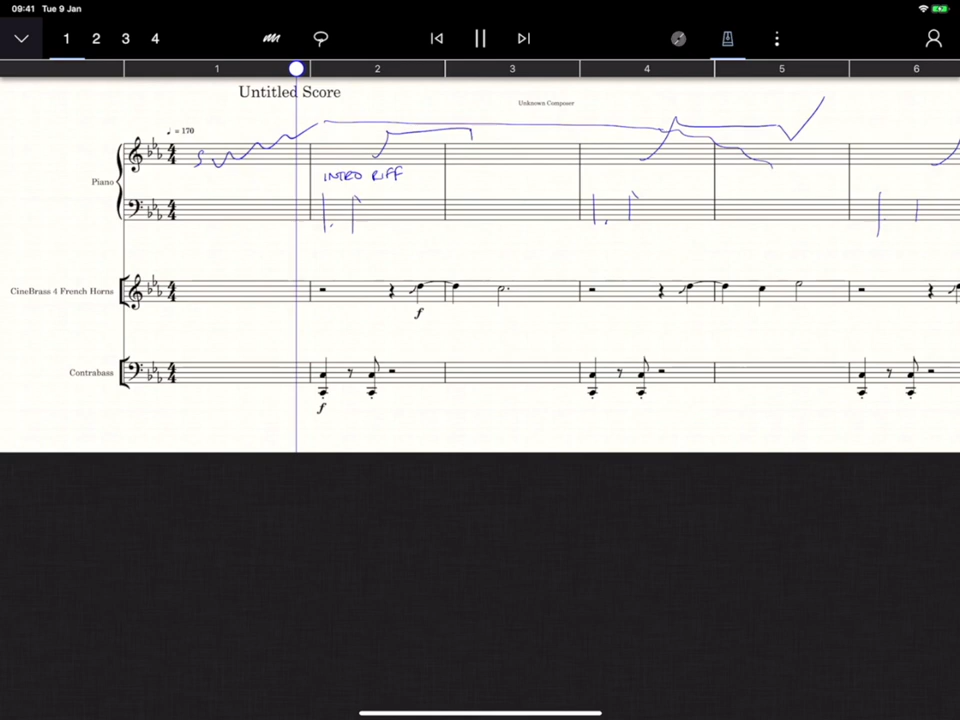 09:41 Tue 9 Jan
1 2 3 4
1 2 3 4 5 6
Untitled Score
Unknown Composer
♩ = 170
Piano
INTRO RIFF
CineBrass 4 French Horns
f
Contrabass
f